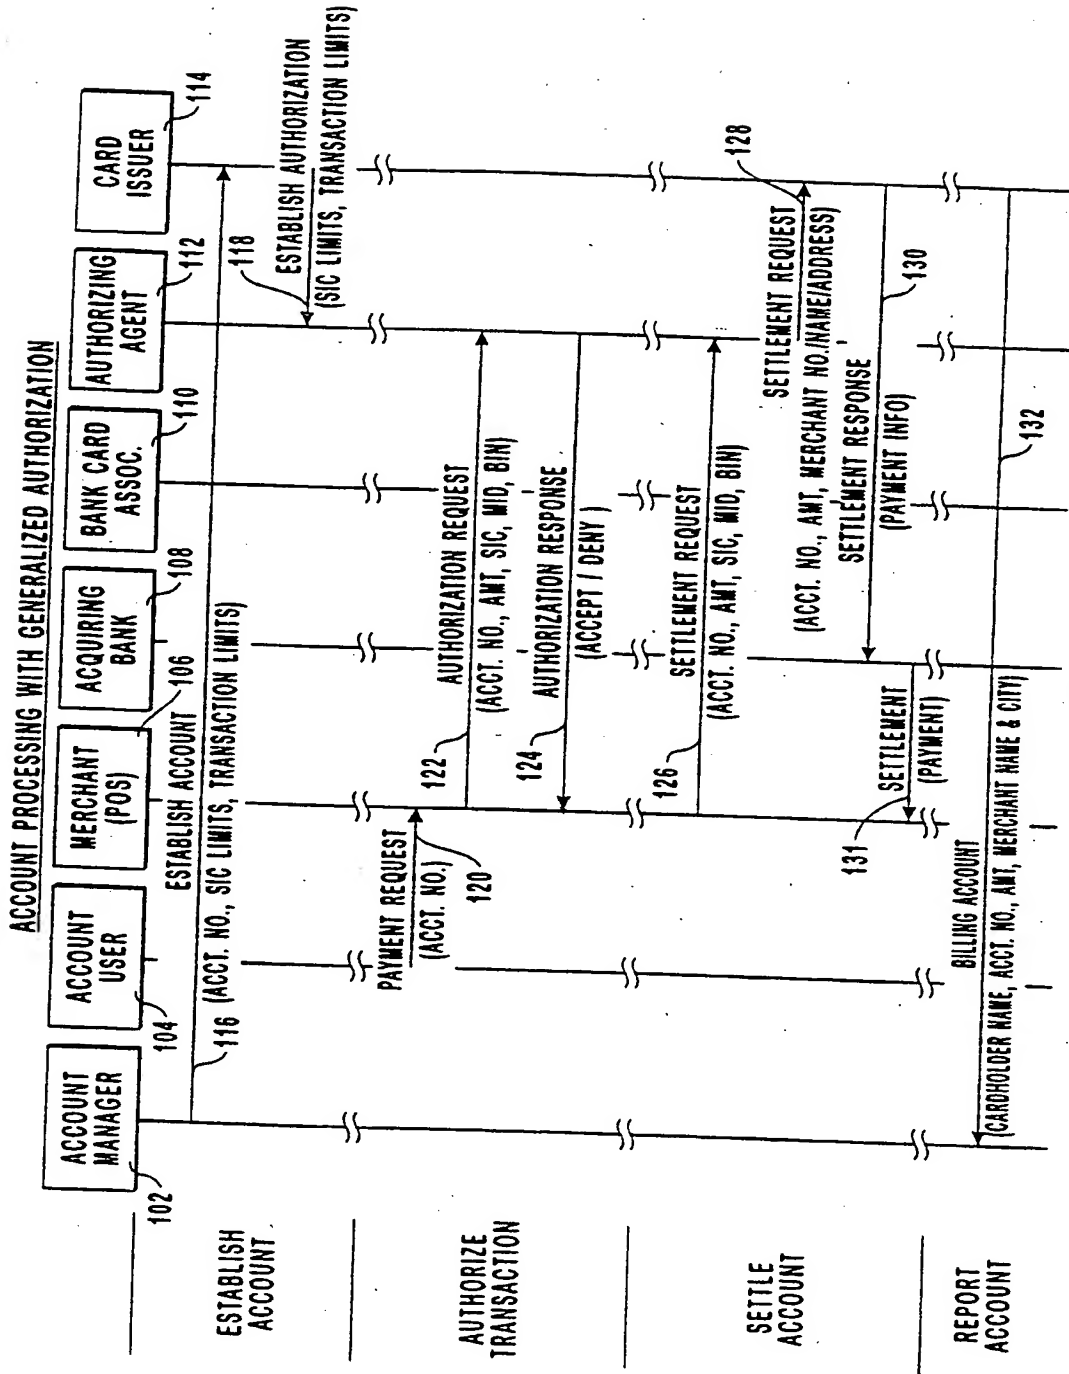 ACCOUNT PROCESSING WITH GENERALIZED AUTHORIZATION
ACCOUNT
MANAGER
102
ACCOUNT
USER
104
MERCHANT
(POS)
106
ACQUIRING
BANK
108
BANK CARD
ASSOC.
110
AUTHORIZING
AGENT
112
CARD
ISSUER
114
ESTABLISH
ACCOUNT
ESTABLISH ACCOUNT
(ACCT. NO., SIC LIMITS, TRANSACTION LIMITS)
116
118
ESTABLISH AUTHORIZATION
(SIC LIMITS, TRANSACTION LIMITS)
AUTHORIZE
TRANSACTION
PAYMENT REQUEST
(ACCT. NO.)
120
122
AUTHORIZATION REQUEST
(ACCT. NO., AMT, SIC, MID, BIN)
124
AUTHORIZATION RESPONSE
(ACCEPT / DENY)
SETTLE
ACCOUNT
126
SETTLEMENT REQUEST
(ACCT. NO., AMT, SIC, MID, BIN)
128
SETTLEMENT REQUEST
(ACCT. NO., AMT, MERCHANT NO./NAME/ADDRESS)
SETTLEMENT RESPONSE
(PAYMENT INFO)
130
131
SETTLEMENT
(PAYMENT)
REPORT
ACCOUNT
BILLING ACCOUNT
(CARDHOLDER NAME, ACCT. NO., AMT, MERCHANT NAME & CITY)
132